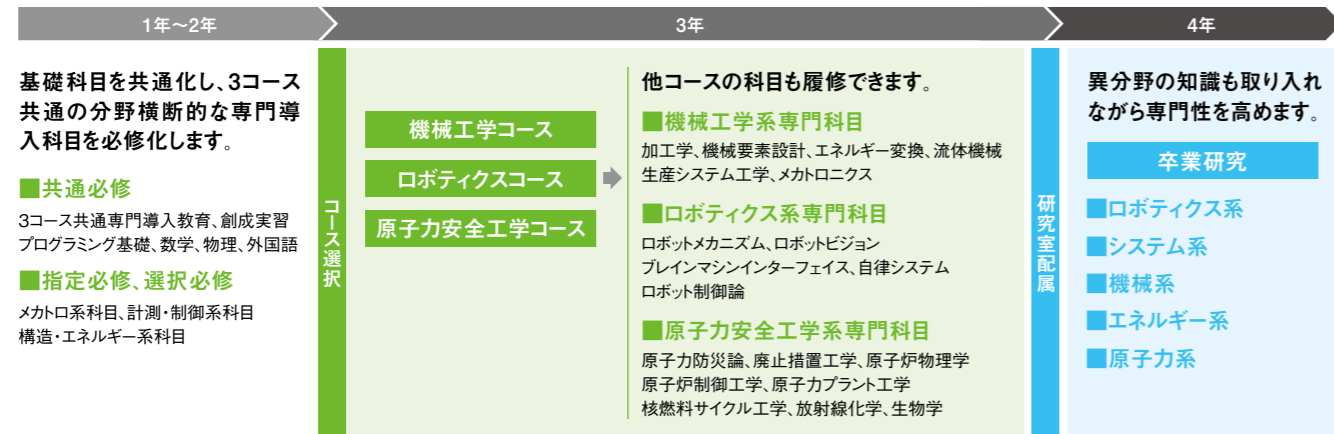 1年～2年
3年
4年
基礎科目を共通化し、3コース
共通の分野横断的な専門導
入科目を必修化します。
■共通必修
3コース共通専門導入教育、創成実習
プログラミング基礎、数学、物理、外国語
■指定必修、選択必修
メカトロ系科目、計測・制御系科目
構造・エネルギー系科目
コース選択
機械工学コース
ロボティクスコース
原子力安全工学コース
他コースの科目も履修できます。
■機械工学系専門科目
加工学、機械要素設計、エネルギー変換、流体機械
生産システム工学、メカトロニクス
■ロボティクス系専門科目
ロボットメカニズム、ロボットビジョン
ブレインマシンインターフェイス、自律システム
ロボット制御論
■原子力安全工学系専門科目
原子力防災論、廃止措置工学、原子炉物理学
原子炉制御工学、原子力プラント工学
核燃料サイクル工学、放射線化学、生物学
研究室配属
異分野の知識も取り入れ
ながら専門性を高めます。
卒業研究
■ロボティクス系
■システム系
■機械系
■エネルギー系
■原子力系